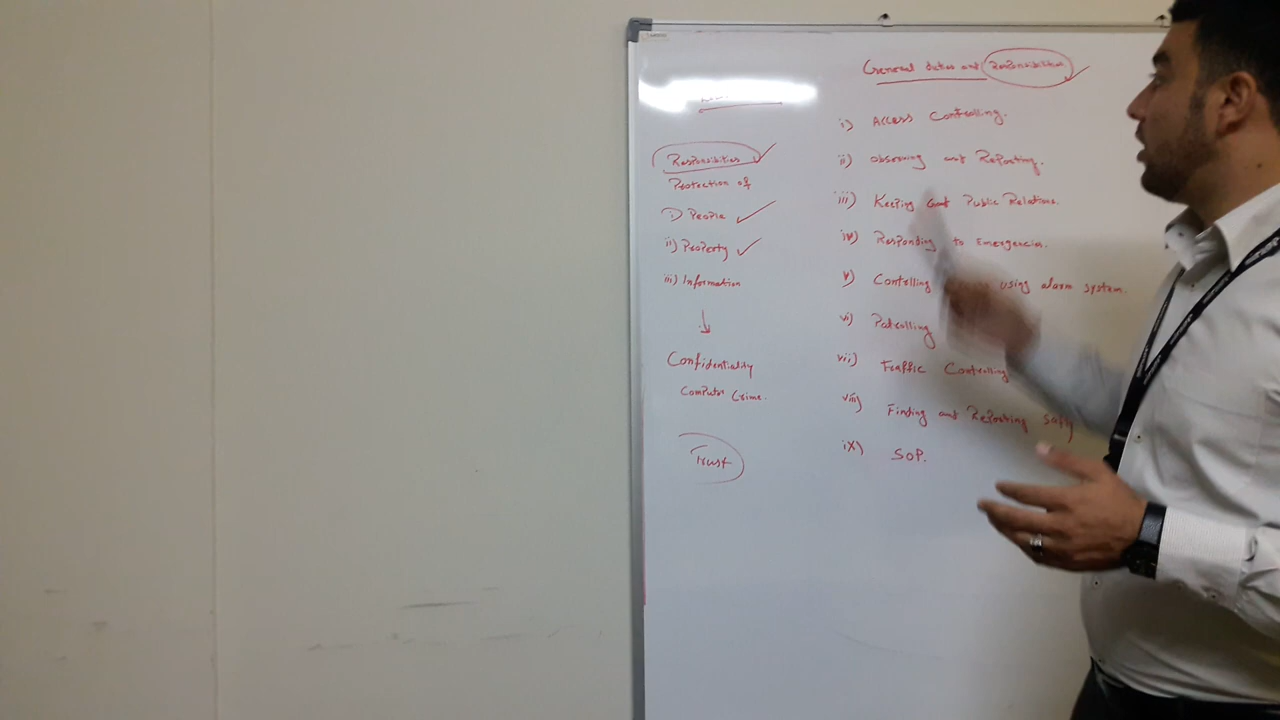 Responsibilities
Protection of
i) People
ii) Property
iii) Information
Confidentiality
Computer Crime.
Trust
General duties and Responsibilities
i) Access Controlling.
ii) Observing and Reporting.
iii) Keeping Good Public Relations.
iv) Responding to Emergencies.
v) Controlling using alarm system.
vi) Patrolling
vii) Traffic Controlling
viii) Finding and Reporting Safty
ix) SOP.